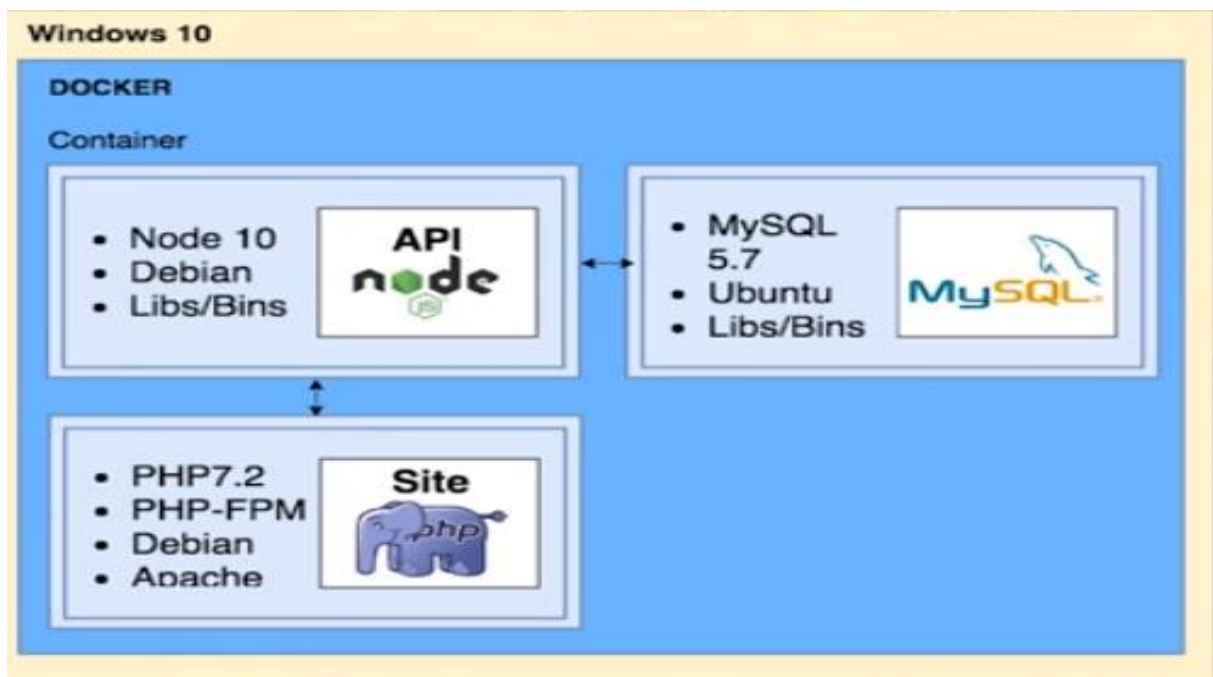 Windows 10
DOCKER
Container
• Node 10
• Debian
• Libs/Bins
API
node
JS
• MySQL
5.7
• Ubuntu
• Libs/Bins
MySQL
• PHP7.2
• PHP-FPM
• Debian
• Apache
Site
php